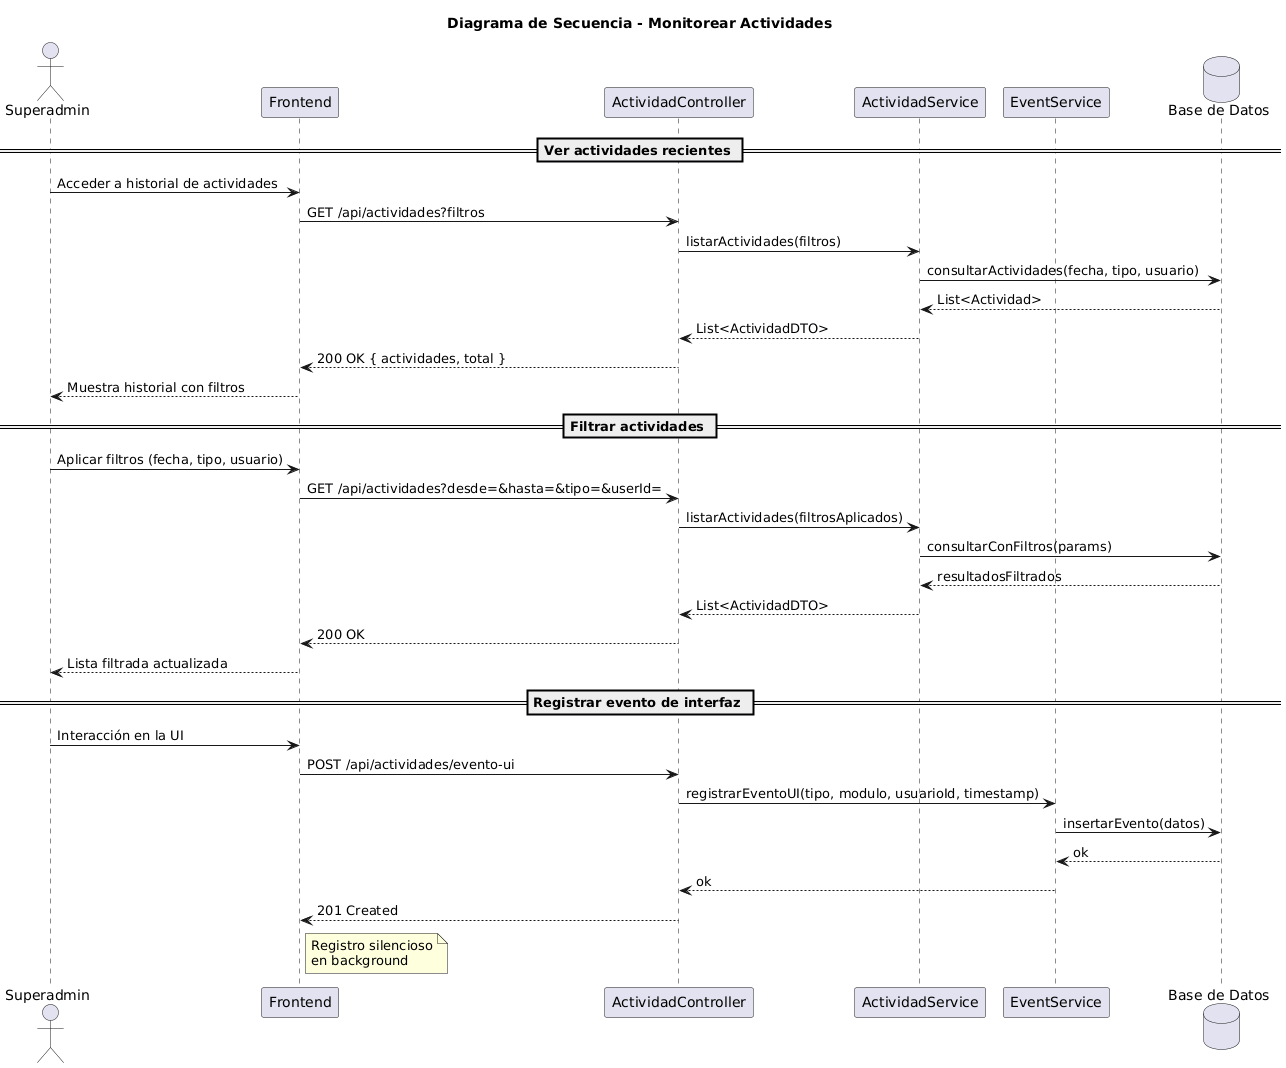 Diagrama de Secuencia - Monitorear Actividades
Superadmin
Frontend
ActividadController
ActividadService
EventService
Base de Datos
Ver actividades recientes
Acceder a historial de actividades
GET /api/actividades?filtros
listarActividades(filtros)
consultarActividades(fecha, tipo, usuario)
List<Actividad>
List<ActividadDTO>
200 OK { actividades, total }
Muestra historial con filtros
Filtrar actividades
Aplicar filtros (fecha, tipo, usuario)
GET /api/actividades?desde=&hasta=&tipo=&userId=
listarActividades(filtrosAplicados)
consultarConFiltros(params)
resultadosFiltrados
List<ActividadDTO>
200 OK
Lista filtrada actualizada
Registrar evento de interfaz
Interacción en la UI
POST /api/actividades/evento-ui
registrarEventoUI(tipo, modulo, usuarioId, timestamp)
insertarEvento(datos)
ok
ok
201 Created
Registro silencioso
en background
Superadmin
Frontend
ActividadController
ActividadService
EventService
Base de Datos